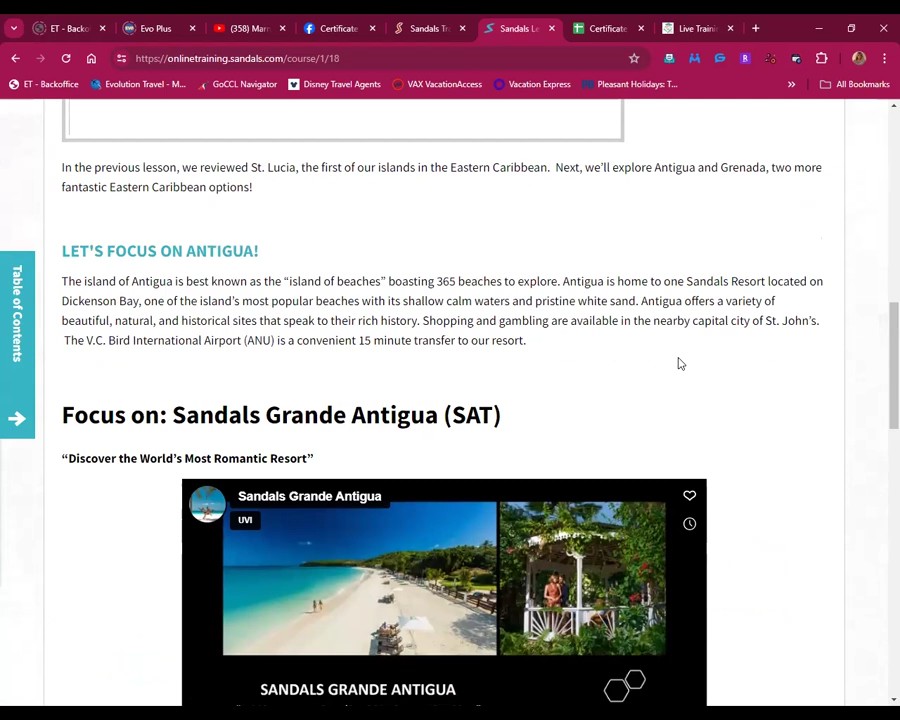 ET - Backo
Evo Plus
(358) Mar
Certificate
Sandals Tr
Sandals Le
Certificate
Live Traini
https://onlinetraining.sandals.com/course/1/18
ET - Backoffice
Evolution Travel - M...
GoCCL Navigator
Disney Travel Agents
VAX VacationAccess
Vacation Express
Pleasant Holidays: T...
»
All Bookmarks
In the previous lesson, we reviewed St. Lucia, the first of our islands in the Eastern Caribbean. Next, we’ll explore Antigua and Grenada, two more
fantastic Eastern Caribbean options!
LET'S FOCUS ON ANTIGUA!
The island of Antigua is best known as the “island of beaches” boasting 365 beaches to explore. Antigua is home to one Sandals Resort located on
Dickenson Bay, one of the island’s most popular beaches with its shallow calm waters and pristine white sand. Antigua offers a variety of
beautiful, natural, and historical sites that speak to their rich history. Shopping and gambling are available in the nearby capital city of St. John’s.
The V.C. Bird International Airport (ANU) is a convenient 15 minute transfer to our resort.
Table of Contents
Focus on: Sandals Grande Antigua (SAT)
“Discover the World’s Most Romantic Resort”
Sandals Grande Antigua
UVI
SANDALS GRANDE ANTIGUA